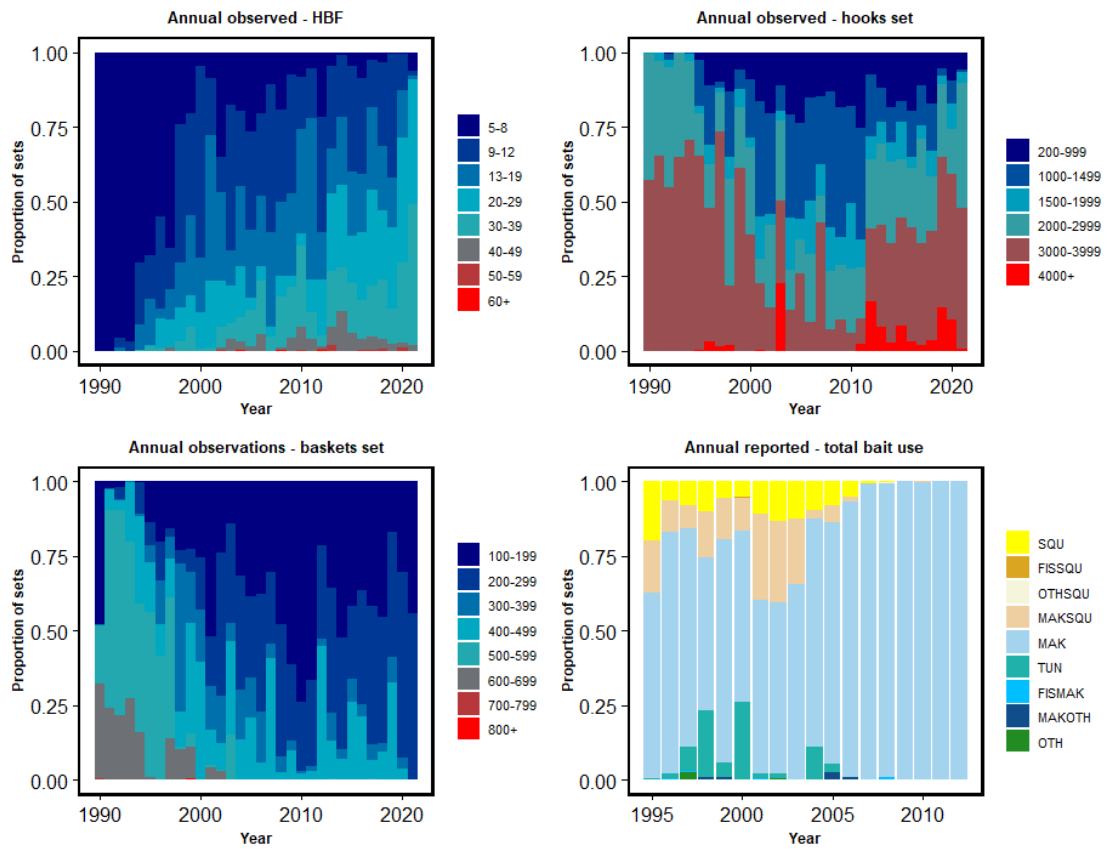 Annual observed - HBF
Proportion of sets
1.00
0.75
0.50
0.25
0.00
1990
2000
2010
2020
Year
5-8
9-12
13-19
20-29
30-39
40-49
50-59
60+
Annual observed - hooks set
Proportion of sets
1.00
0.75
0.50
0.25
0.00
1990
2000
2010
2020
Year
200-999
1000-1499
1500-1999
2000-2999
3000-3999
4000+
Annual observations - baskets set
Proportion of sets
1.00
0.75
0.50
0.25
0.00
1990
2000
2010
2020
Year
100-199
200-299
300-399
400-499
500-599
600-699
700-799
800+
Annual reported - total bait use
Proportion of sets
1.00
0.75
0.50
0.25
0.00
1995
2000
2005
2010
Year
SQU
FISSQU
OTHSQU
MAKSQU
MAK
TUN
FISMAK
MAKOTH
OTH